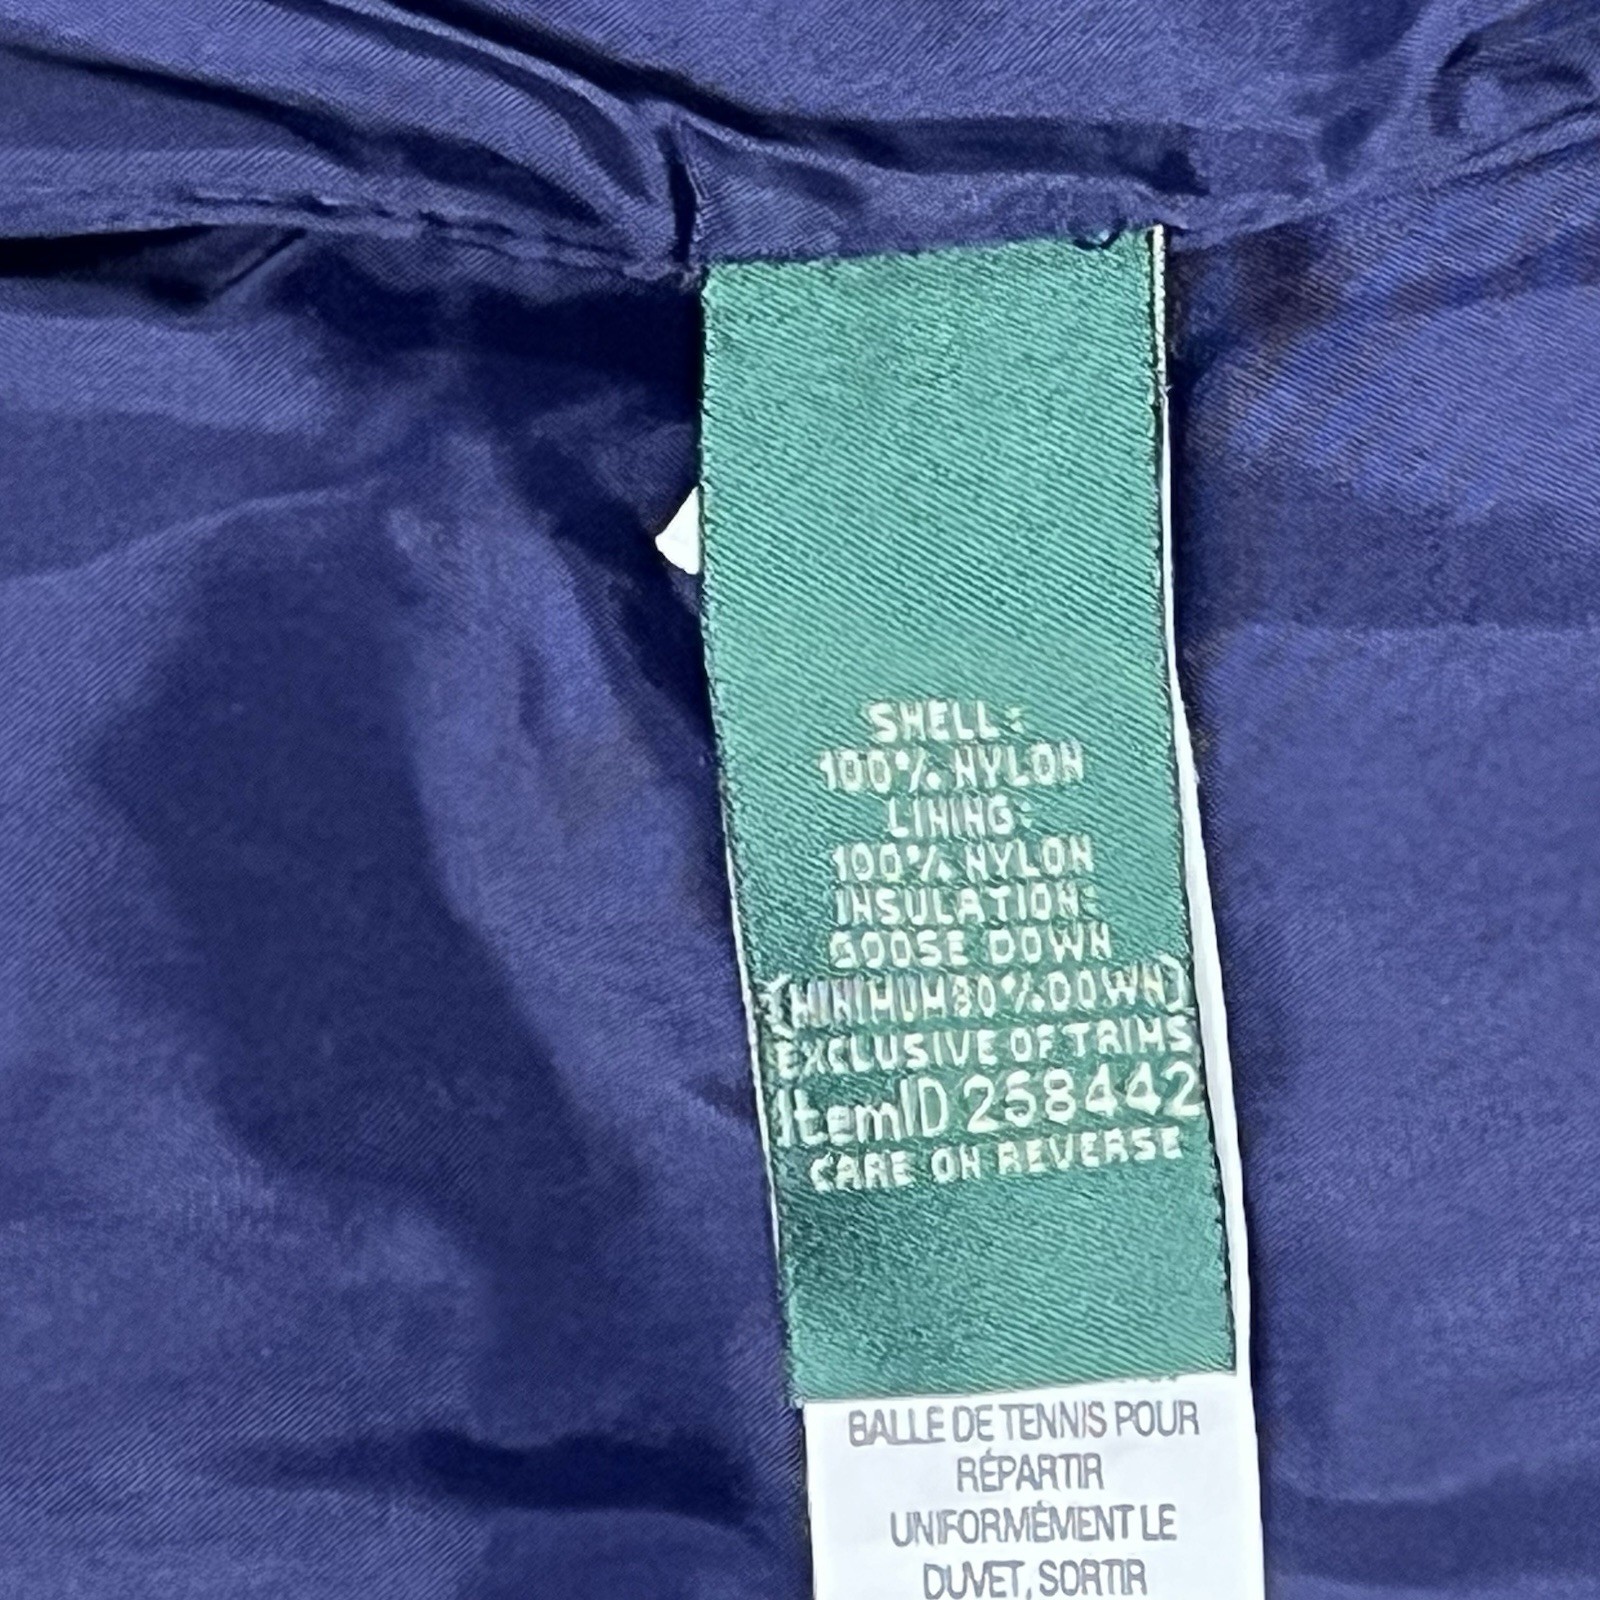 SHELL:
100% NYLON
LINING:
100% NYLON
INSULATION:
GOOSE DOWN
(MINIMUM 80% DOWN)
EXCLUSIVE OF TRIMS
ItemID 258442
CARE ON REVERSE
BALLE DE TENNIS POUR
RÉPARTIR
UNIFORMÉMENT LE
DUVET, SORTIR